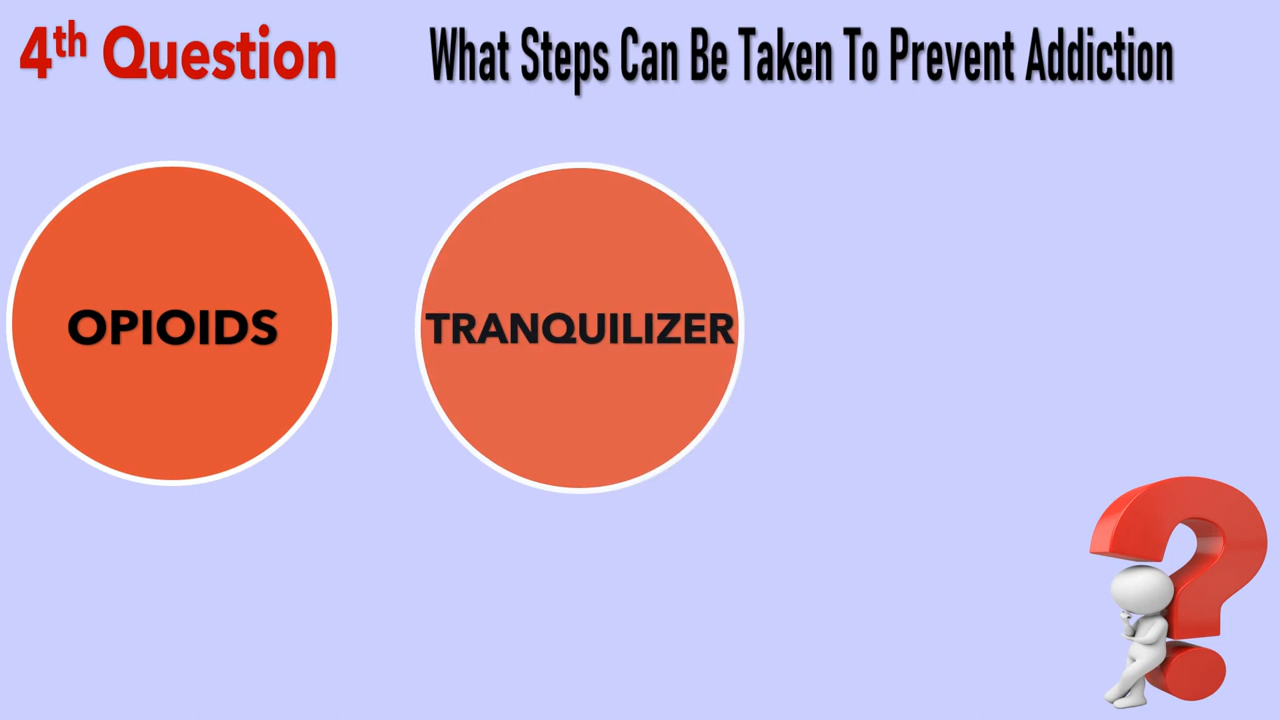 4th Question
What Steps Can Be Taken To Prevent Addiction
OPIOIDS
TRANQUILIZER